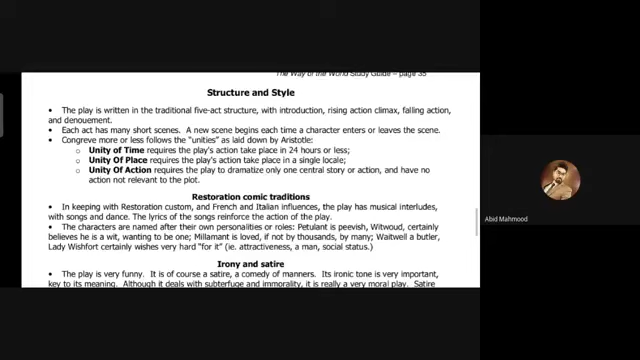 The Way of the World Study Guide – page 35
Structure and Style
• The play is written in the traditional five-act structure, with introduction, rising action climax, falling action,
and denouement.
• Each act has many short scenes. A new scene begins each time a character enters or leaves the scene.
• Congreve more or less follows the "unities" as laid down by Aristotle:
o Unity of Time requires the play's action take place in 24 hours or less;
o Unity Of Place requires the play's action take place in a single locale;
o Unity Of Action requires the play to dramatize only one central story or action, and have no
action not relevant to the plot.
Restoration comic traditions
• In keeping with Restoration custom, and French and Italian influences, the play has musical interludes,
with songs and dance. The lyrics of the songs reinforce the action of the play.
• The characters are named after their own personalities or roles: Petulant is peevish, Witwoud, certainly
believes he is a wit, wanting to be one; Millamant is loved, if not by thousands, by many; Waitwell a butler,
Lady Wishfort certainly wishes very hard "for it" (ie. attractiveness, a man, social status.)
Irony and satire
• The play is very funny. It is of course a satire, a comedy of manners. Its ironic tone is very important,
key to its meaning. Although it deals with subterfuge and immorality, it is really a very moral play. Satire
Abid Mahmood